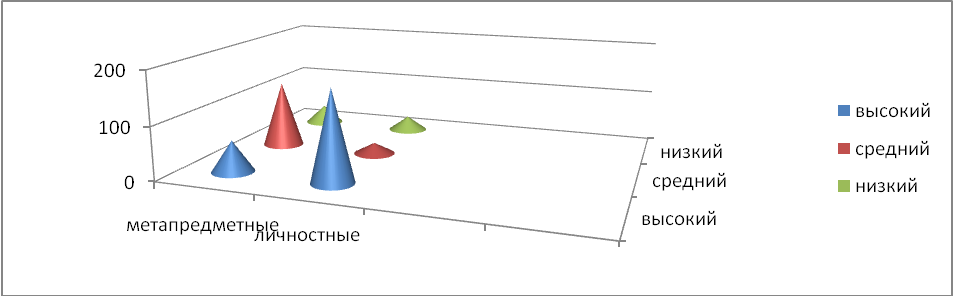 200
100
0
метапредметные
личностные
низкий
средний
высокий
высокий
средний
низкий